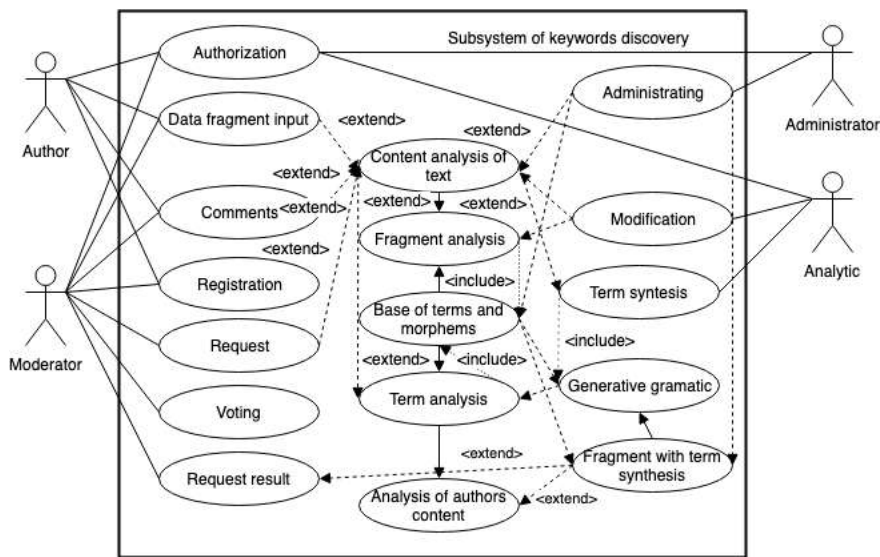 Subsystem of keywords discovery
Authorization
Administrating
Author
Administrator
Data fragment input
<extend>
<extend>
Content analysis of
text
<extend>
<extend>
<extend>
Comments
<extend>
<extend>
Fragment analysis
Modification
Analytic
Registration
<include>
Term syntesis
Base of terms and
morphems
Moderator
Request
<extend>
<include>
<include>
Term analysis
Generative gramatic
Voting
Request result
<extend>
Fragment with term
synthesis
Analysis of authors
content
<extend>